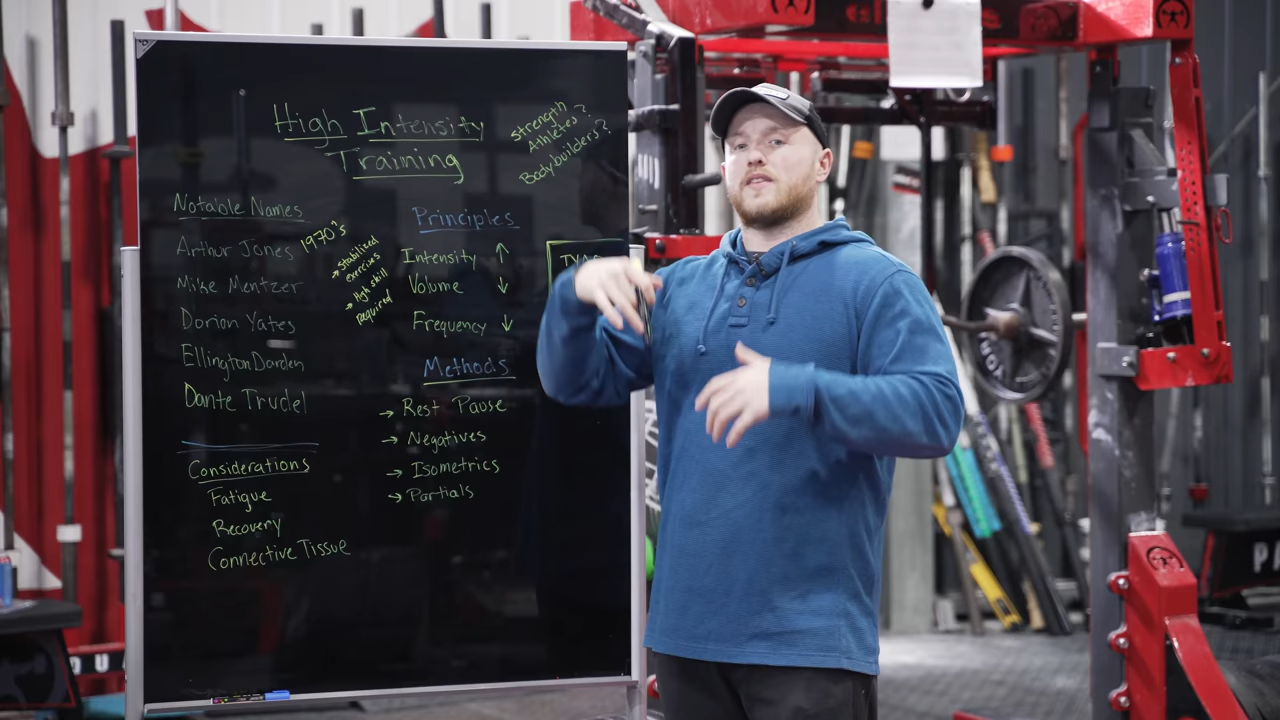 High Intensity
Training
Strength
Athletes?
Bodybuilders?
Notable Names
Arthur Jones
Mike Mentzer
Dorian Yates
Ellington Darden
Dante Trudel
1970's
→ Stabilized
exercises
→ High skill
required
Considerations
Fatigue
Recovery
Connective Tissue
Principles
Intensity ↑
Volume ↓
Frequency ↓
Methods
→ Rest Pause
→ Negatives
→ Isometrics
→ Partials